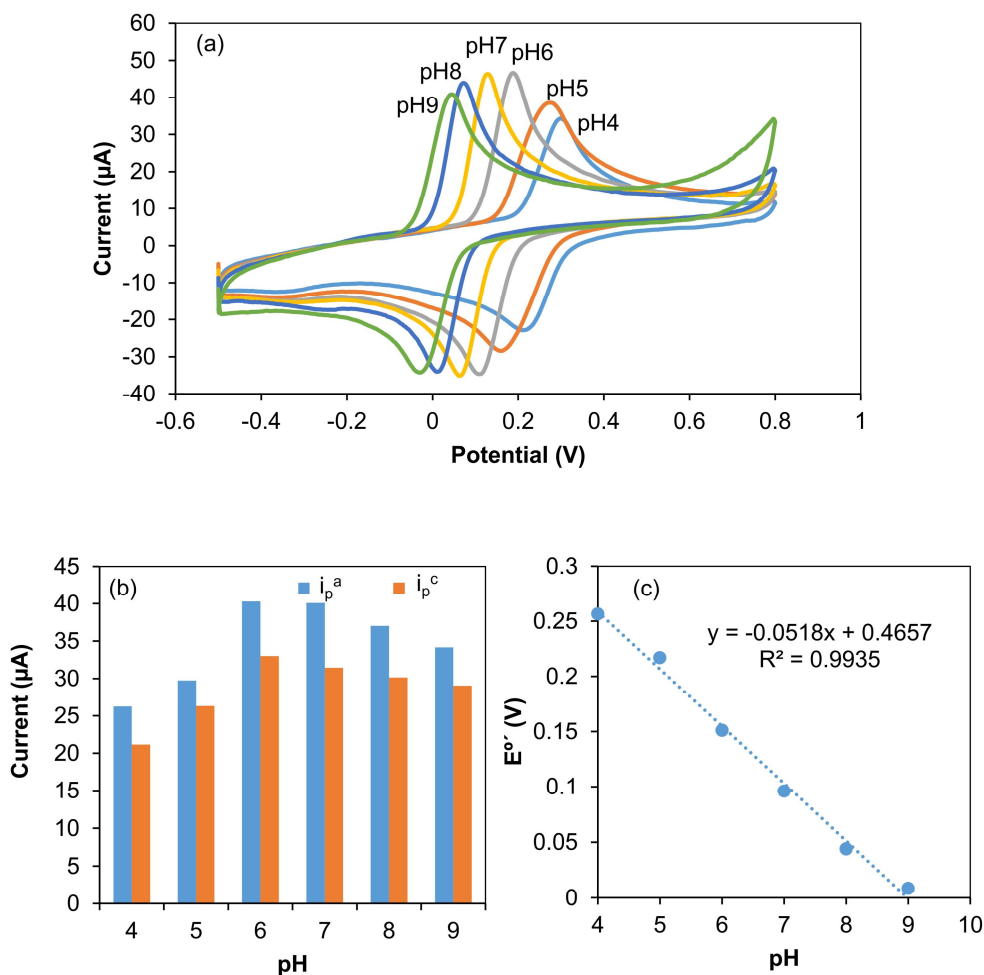 (a)
60
50
40
30
20
10
0
-10
-20
-30
-40
Current (µA)
pH7
pH6
pH8
pH5
pH9
pH4
-0.6 -0.4 -0.2 0 0.2 0.4 0.6 0.8 1
Potential (V)
(b)
iₚᵃ iₚᶜ
45
40
35
30
25
20
15
10
5
0
Current (µA)
4 5 6 7 8 9
pH
(c)
y = -0.0518x + 0.4657
R² = 0.9935
0.3
0.25
0.2
0.15
0.1
0.05
0
Eº´ (V)
4 5 6 7 8 9 10
pH